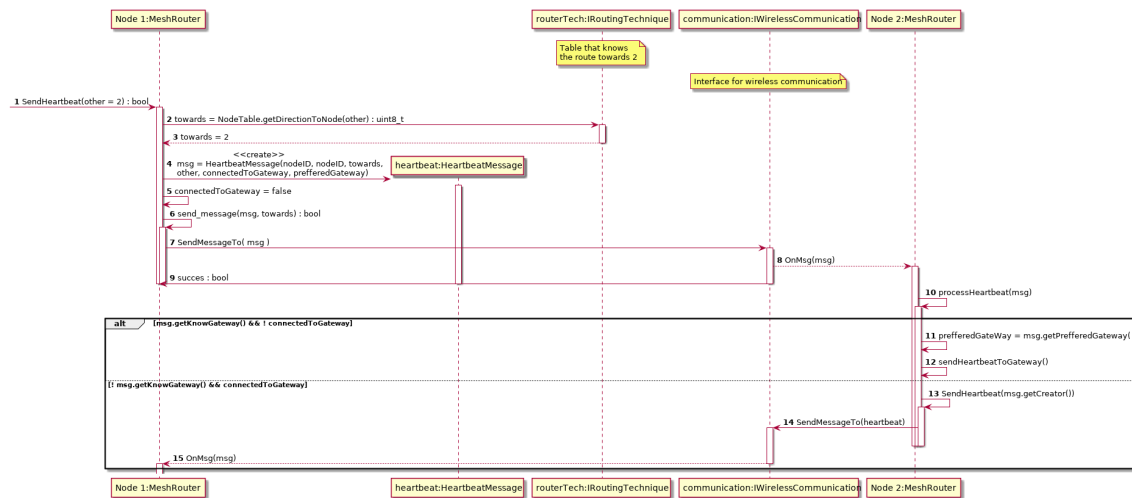 Node 1:MeshRouter
routerTech:IRoutingTechnique
communication:IWirelessCommunication
Node 2:MeshRouter
Table that knows
the route towards 2
Interface for wireless communication
1 SendHeartbeat(other = 2) : bool
2 towards = NodeTable.getDirectionToNode(other) : uint8_t
3 towards = 2
<<create>>
4 msg = HeartbeatMessage(nodeID, nodeID, towards,
other, connectedToGateway, prefferedGateway)
heartbeat:HeartbeatMessage
5 connectedToGateway = false
6 send_message(msg, towards) : bool
7 SendMessageTo( msg )
8 OnMsg(msg)
9 succes : bool
10 processHeartbeat(msg)
alt [msg.getKnowGateway() && ! connectedToGateway]
11 prefferedGateWay = msg.getPrefferedGateway(
12 sendHeartbeatToGateway()
[! msg.getKnowGateway() && connectedToGateway]
13 SendHeartbeat(msg.getCreator())
14 SendMessageTo(heartbeat)
15 OnMsg(msg)
Node 1:MeshRouter
heartbeat:HeartbeatMessage
routerTech:IRoutingTechnique
communication:IWirelessCommunication
Node 2:MeshRouter